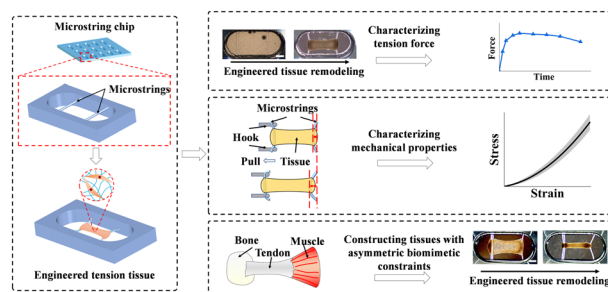 Microstring chip
Microstrings
Engineered tension tissue
Engineered tissue remodeling
Characterizing
tension force
Force
Time
Microstrings
Hook
Pull
Tissue
Characterizing
mechanical properties
Stress
Strain
Bone
Tendon
Muscle
Constructing tissues with
asymmetric biomimetic
constraints
Engineered tissue remodeling